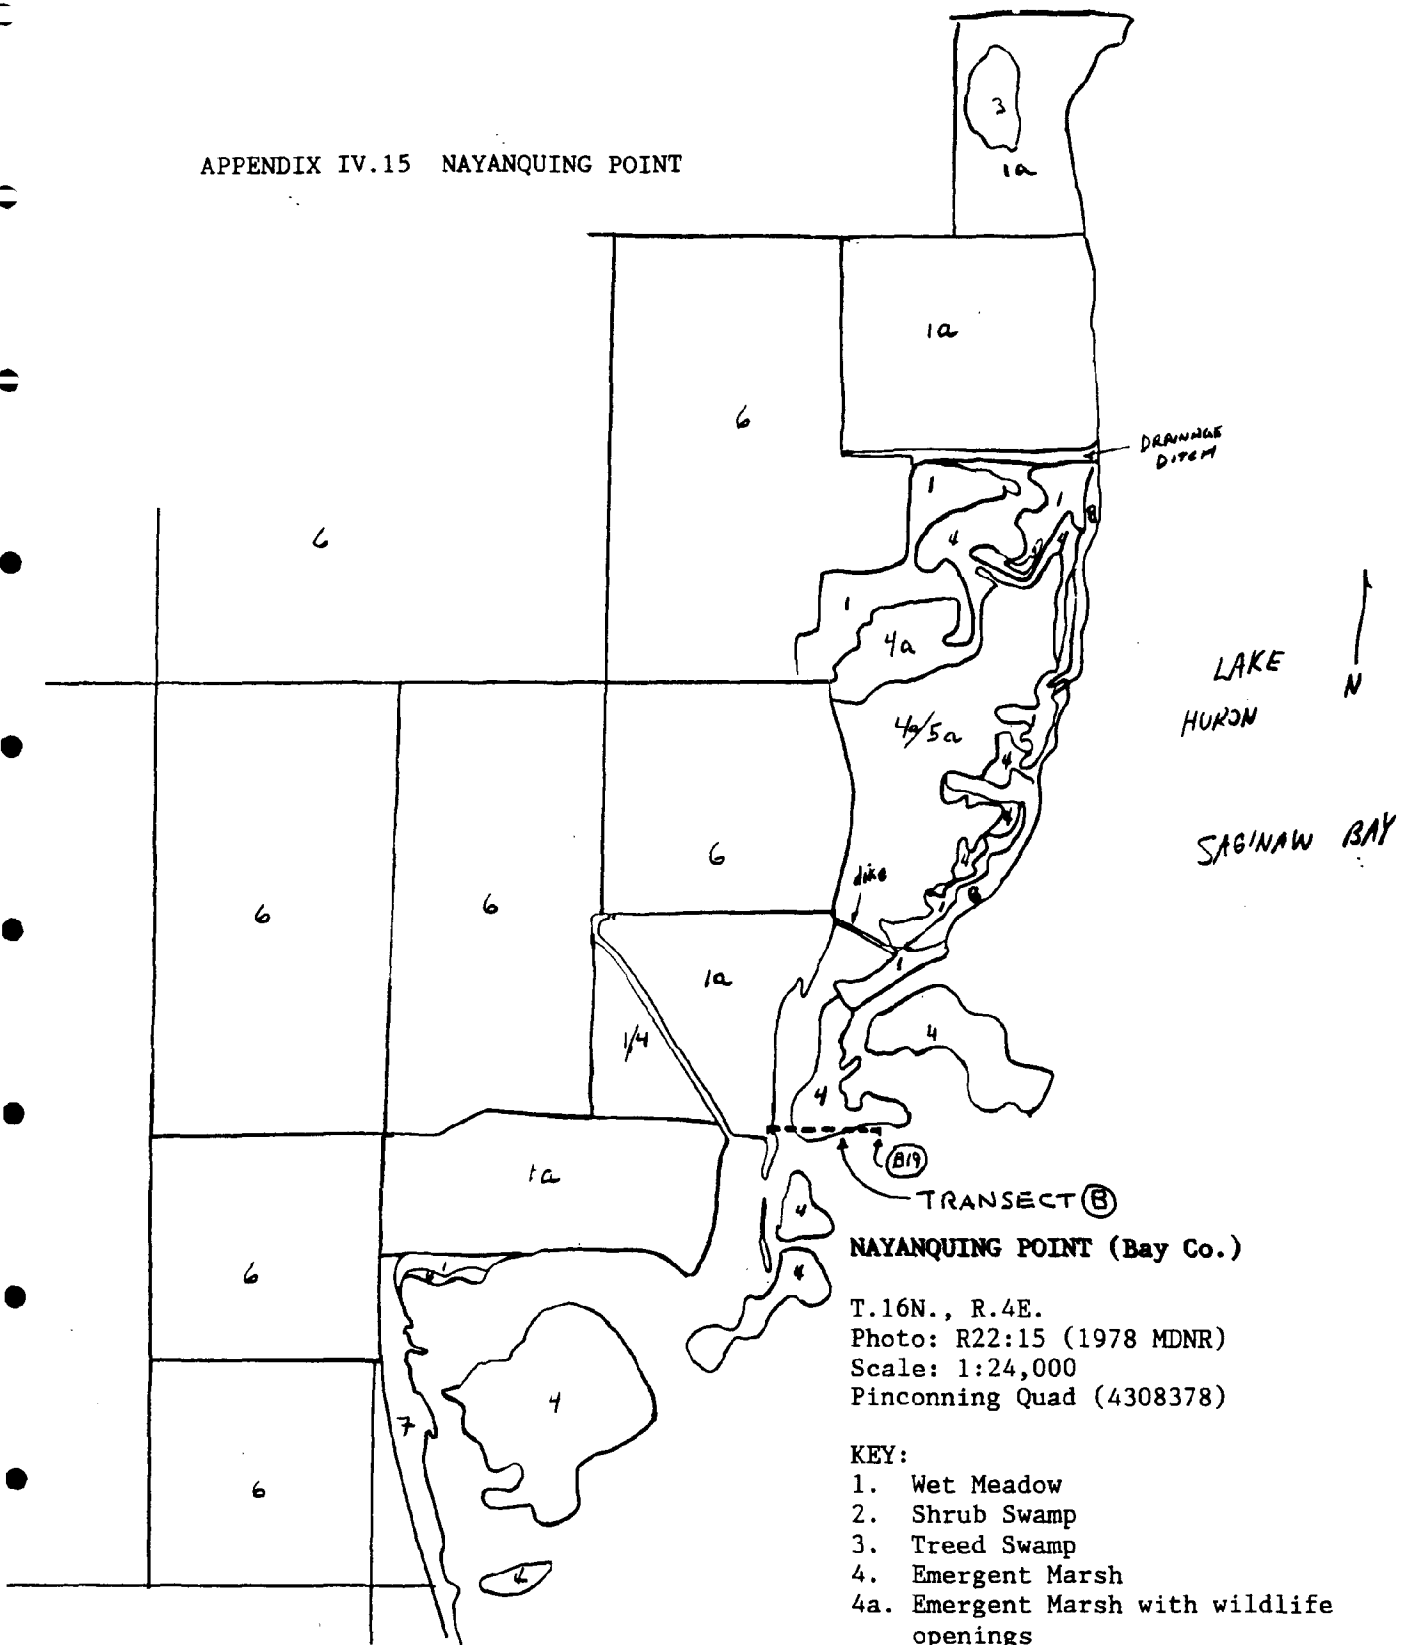 APPENDIX IV.15 NAYANQUING POINT
3
1a
1a
6
DRAINAGE
DITCH
1
1
8
4
4
2
6
1
4a
LAKE
HURON
N
4a/5a
4
SAGINAW BAY
6
dike
4
6
6
8
1
1a
1
1/4
4
4
B19
1a
TRANSECT B
4
NAYANQUING POINT (Bay Co.)
6
1
4
T.16N., R.4E.
Photo: R22:15 (1978 MDNR)
Scale: 1:24,000
Pinconning Quad (4308378)
4
7
KEY:
6
1. Wet Meadow
2. Shrub Swamp
3. Treed Swamp
4. Emergent Marsh
4a. Emergent Marsh with wildlife
openings